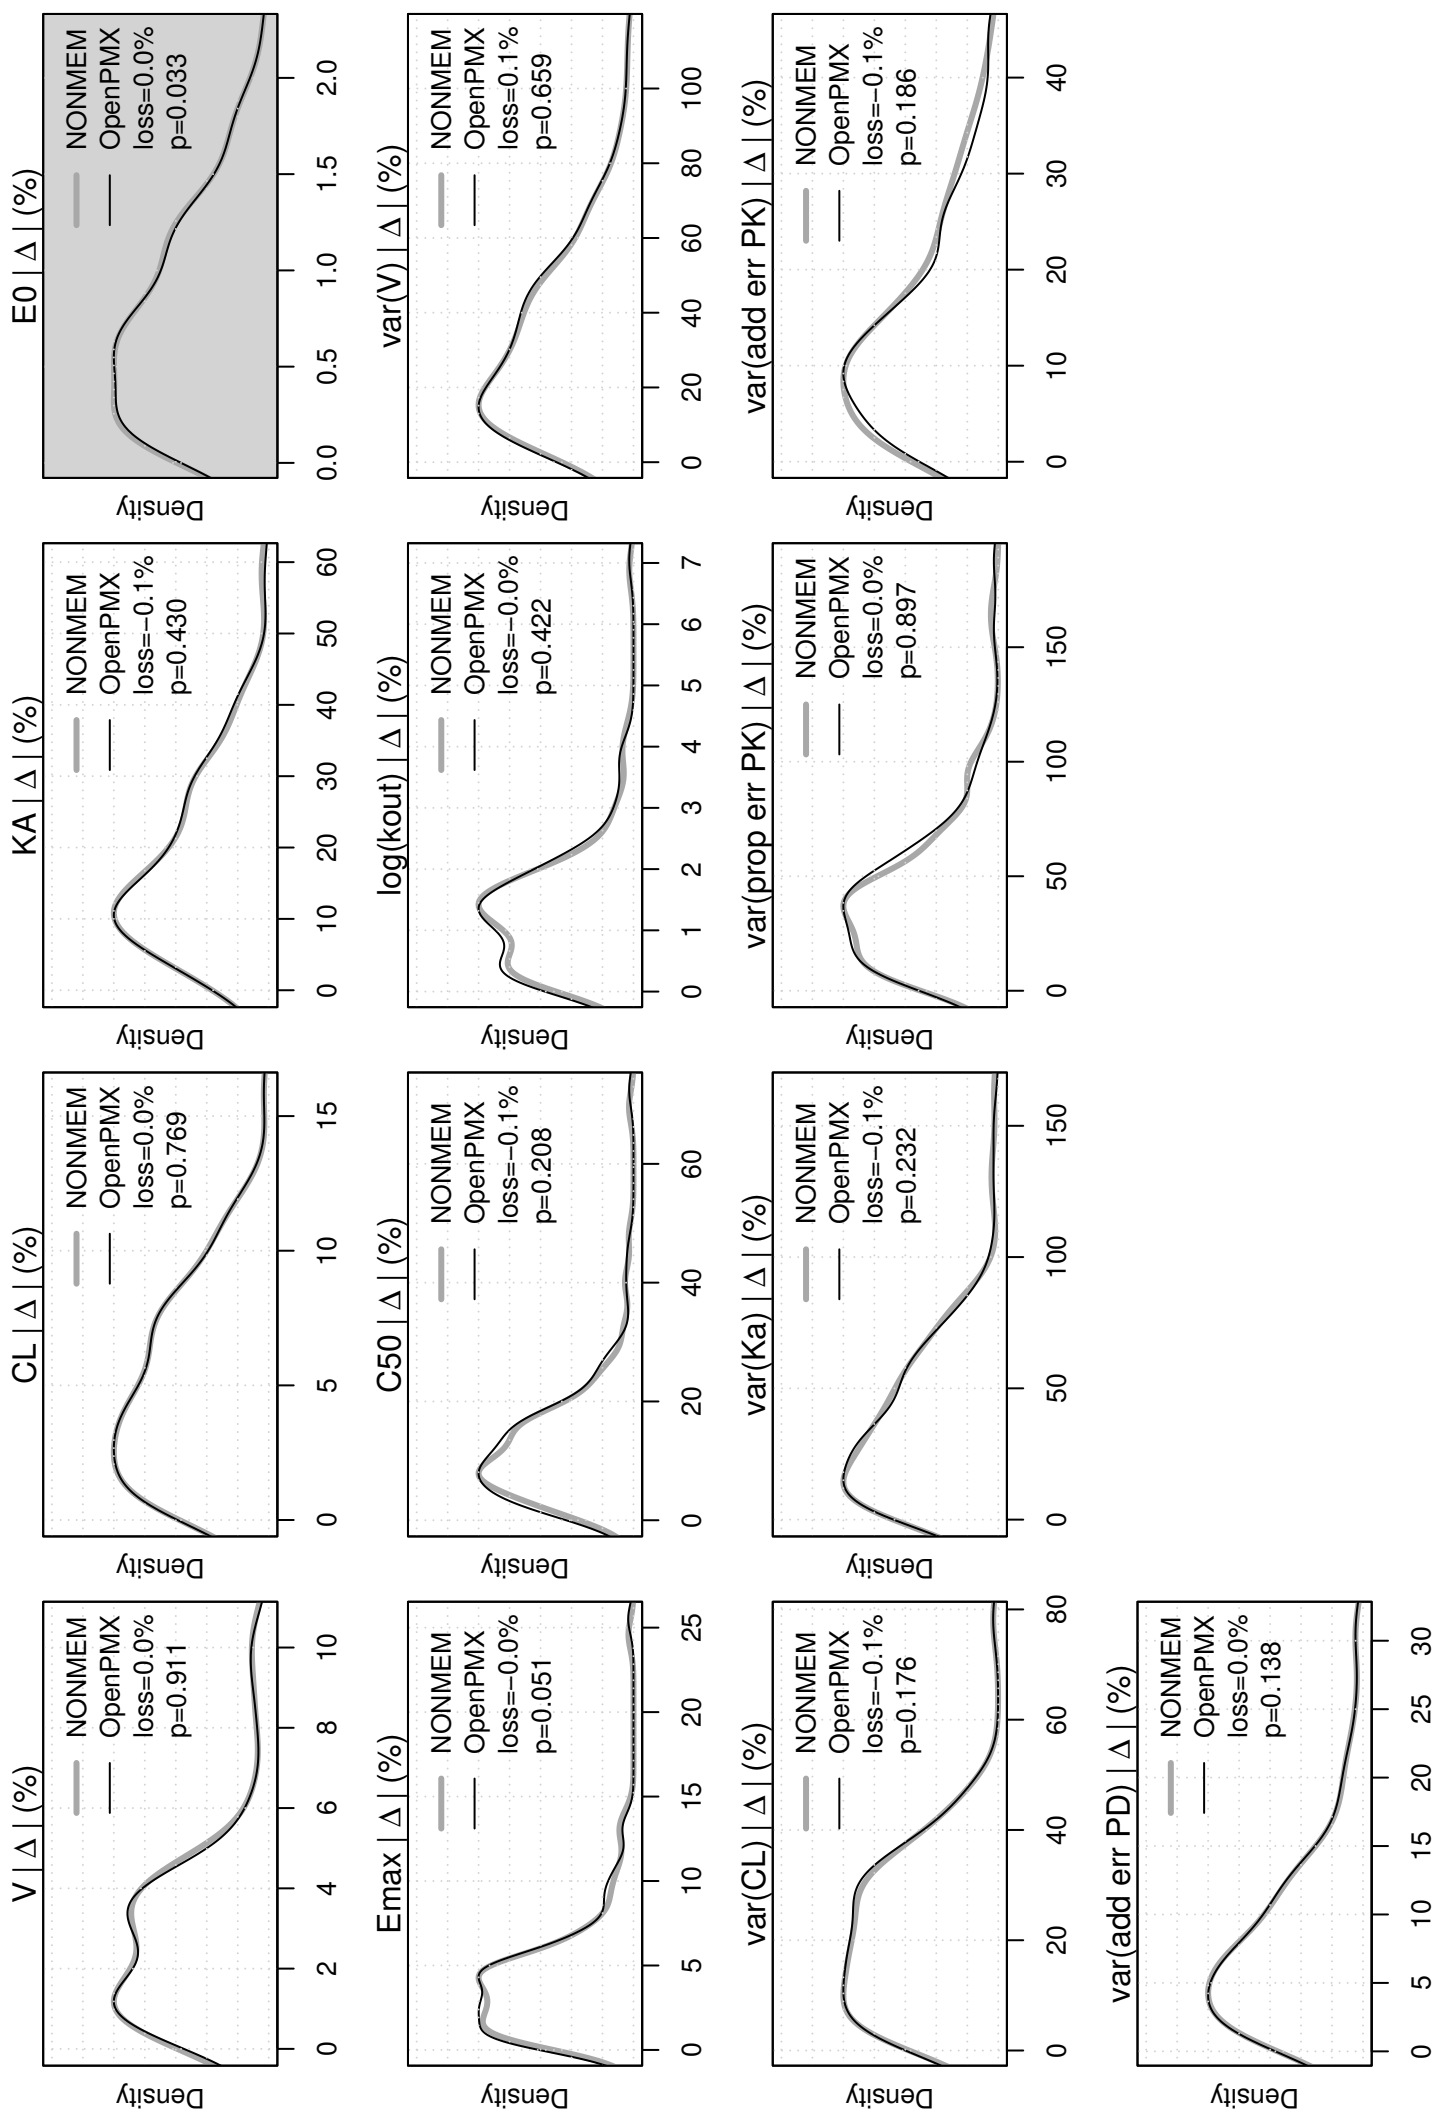 V | Δ | (%)
Density
NONMEM
OpenPMX
loss=0.0%
p=0.911
0 2 4 6 8 10
CL | Δ | (%)
Density
NONMEM
OpenPMX
loss=0.0%
p=0.769
0 5 10 15
KA | Δ | (%)
Density
NONMEM
OpenPMX
loss=−0.1%
p=0.430
0 10 20 30 40 50 60
E0 | Δ | (%)
Density
NONMEM
OpenPMX
loss=0.0%
p=0.033
0.0 0.5 1.0 1.5 2.0
Emax | Δ | (%)
Density
NONMEM
OpenPMX
loss=−0.0%
p=0.051
0 5 10 15 20 25
C50 | Δ | (%)
Density
NONMEM
OpenPMX
loss=−0.1%
p=0.208
0 20 40 60
log(kout) | Δ | (%)
Density
NONMEM
OpenPMX
loss=−0.0%
p=0.422
0 1 2 3 4 5 6 7
var(V) | Δ | (%)
Density
NONMEM
OpenPMX
loss=0.1%
p=0.659
0 20 40 60 80 100
var(CL) | Δ | (%)
Density
NONMEM
OpenPMX
loss=−0.1%
p=0.176
0 20 40 60 80
var(Ka) | Δ | (%)
Density
NONMEM
OpenPMX
loss=−0.1%
p=0.232
0 50 100 150
var(prop err PK) | Δ | (%)
Density
NONMEM
OpenPMX
loss=0.0%
p=0.897
0 50 100 150
var(add err PK) | Δ | (%)
Density
NONMEM
OpenPMX
loss=−0.1%
p=0.186
0 10 20 30 40
var(add err PD) | Δ | (%)
Density
NONMEM
OpenPMX
loss=0.0%
p=0.138
0 5 10 15 20 25 30